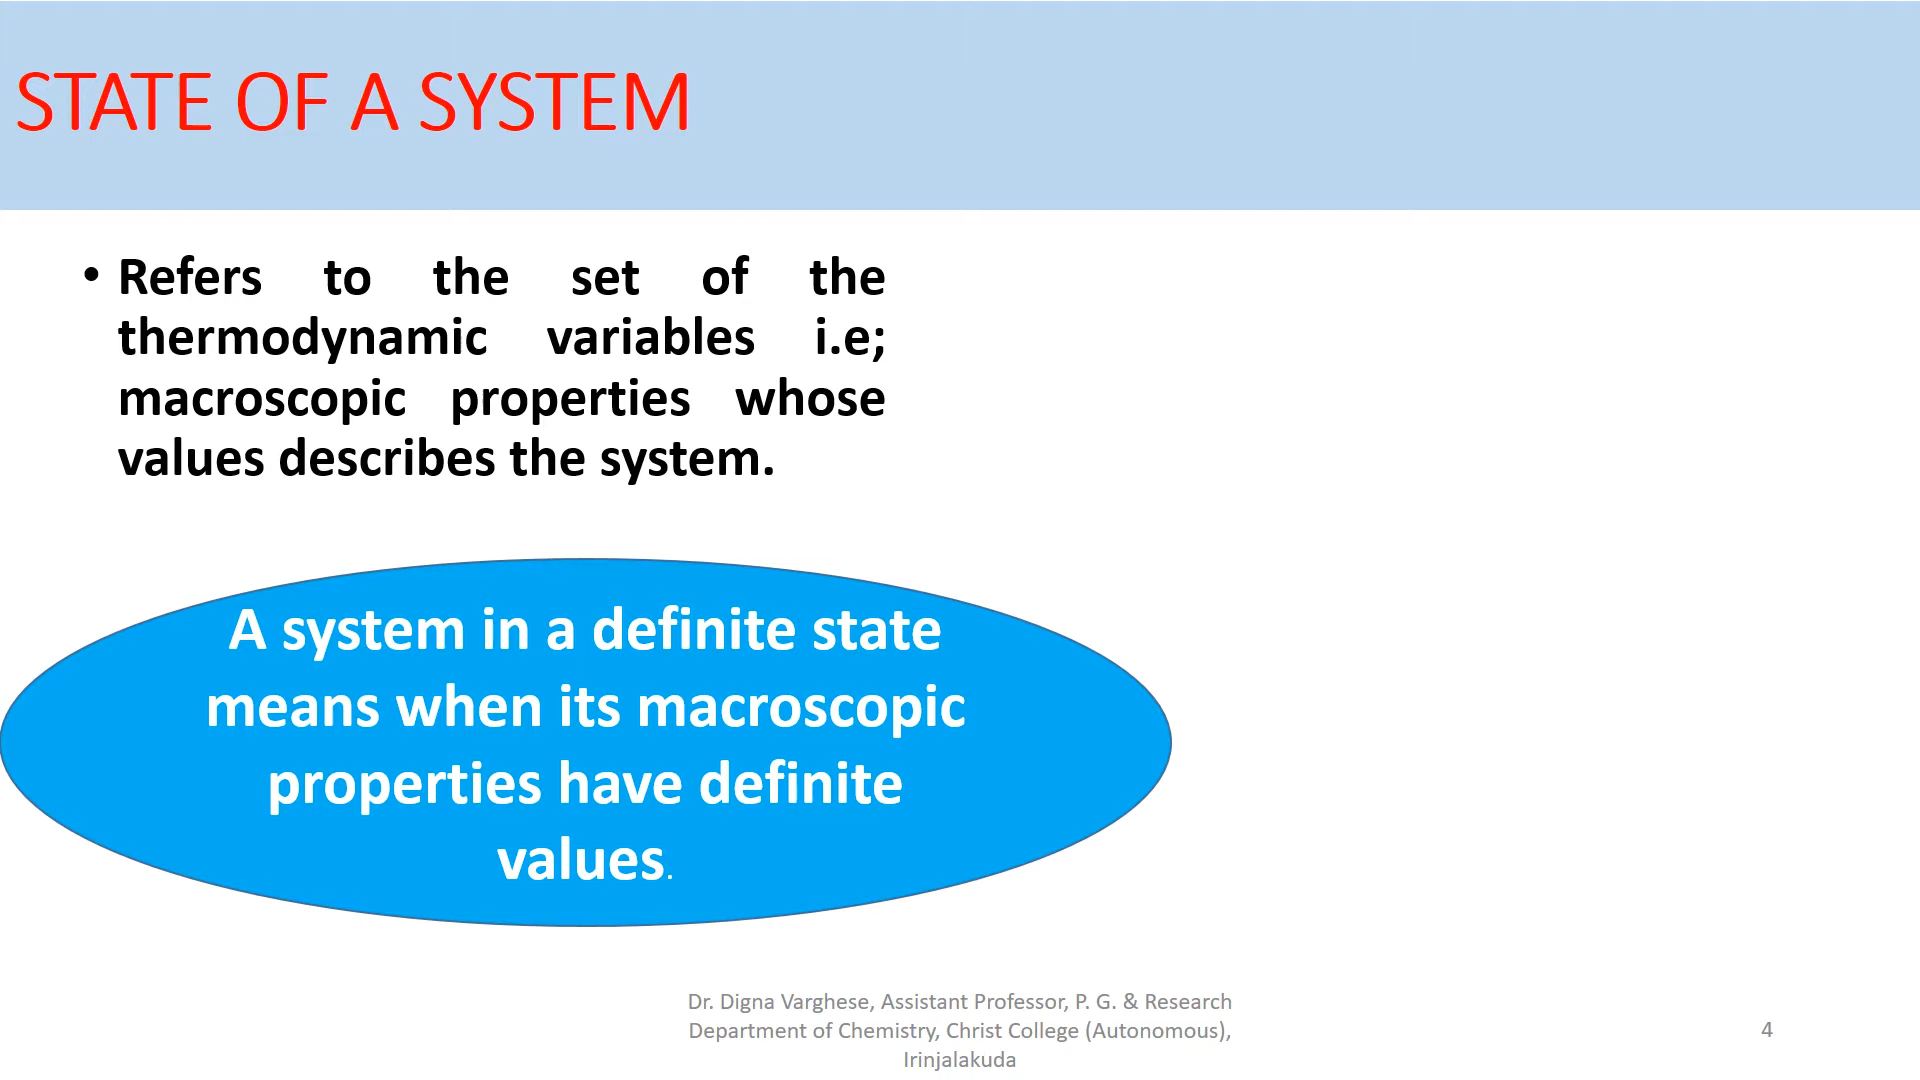 STATE OF A SYSTEM
• Refers to the set of the
thermodynamic variables i.e;
macroscopic properties whose
values describes the system.
A system in a definite state
means when its macroscopic
properties have definite
values.
Dr. Digna Varghese, Assistant Professor, P. G. & Research
Department of Chemistry, Christ College (Autonomous),
Irinjalakuda
4